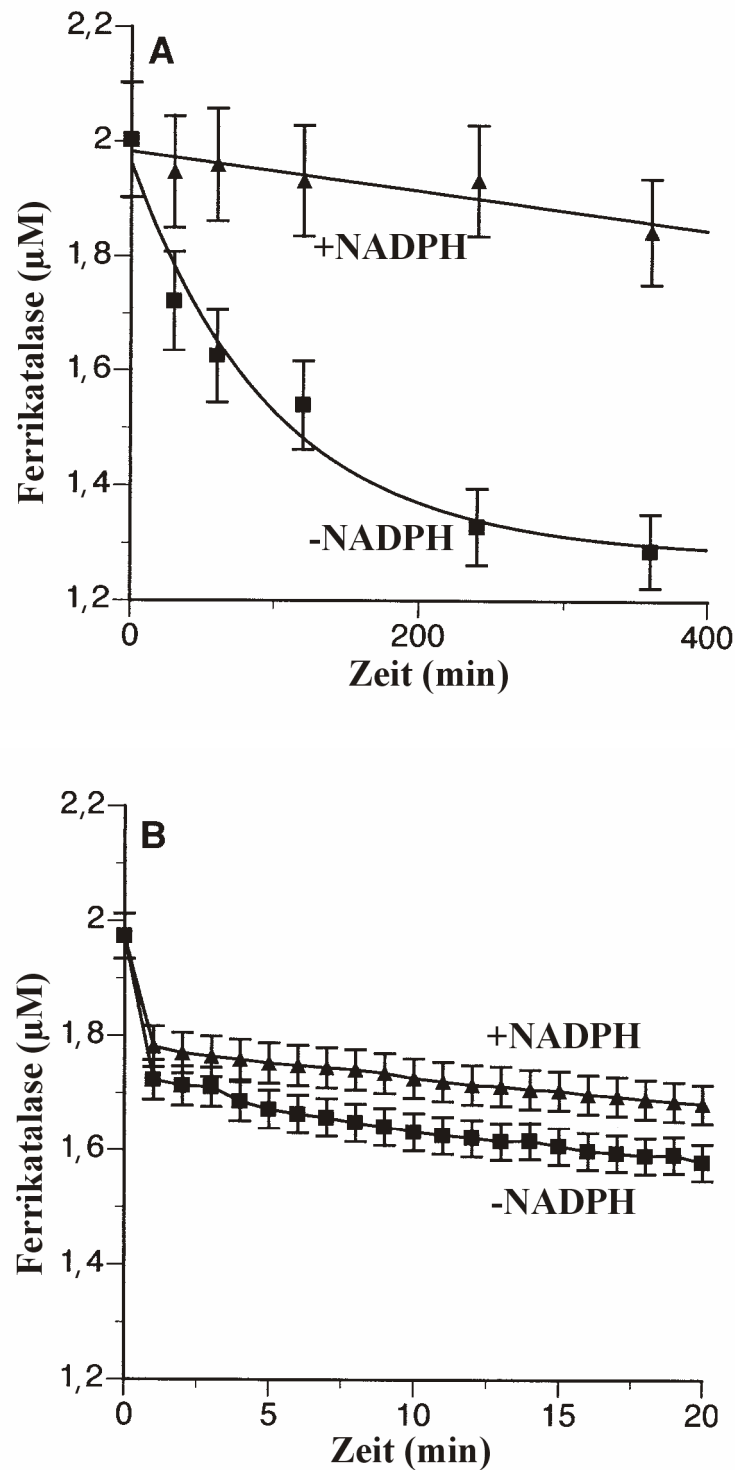 2,2
A
2
1,8
1,6
1,4
1,2
+NADPH
-NADPH
Ferrikatalase (µM)
0
200
400
Zeit (min)
2,2
B
2
1,8
1,6
1,4
1,2
+NADPH
-NADPH
Ferrikatalase (µM)
0
5
10
15
20
Zeit (min)